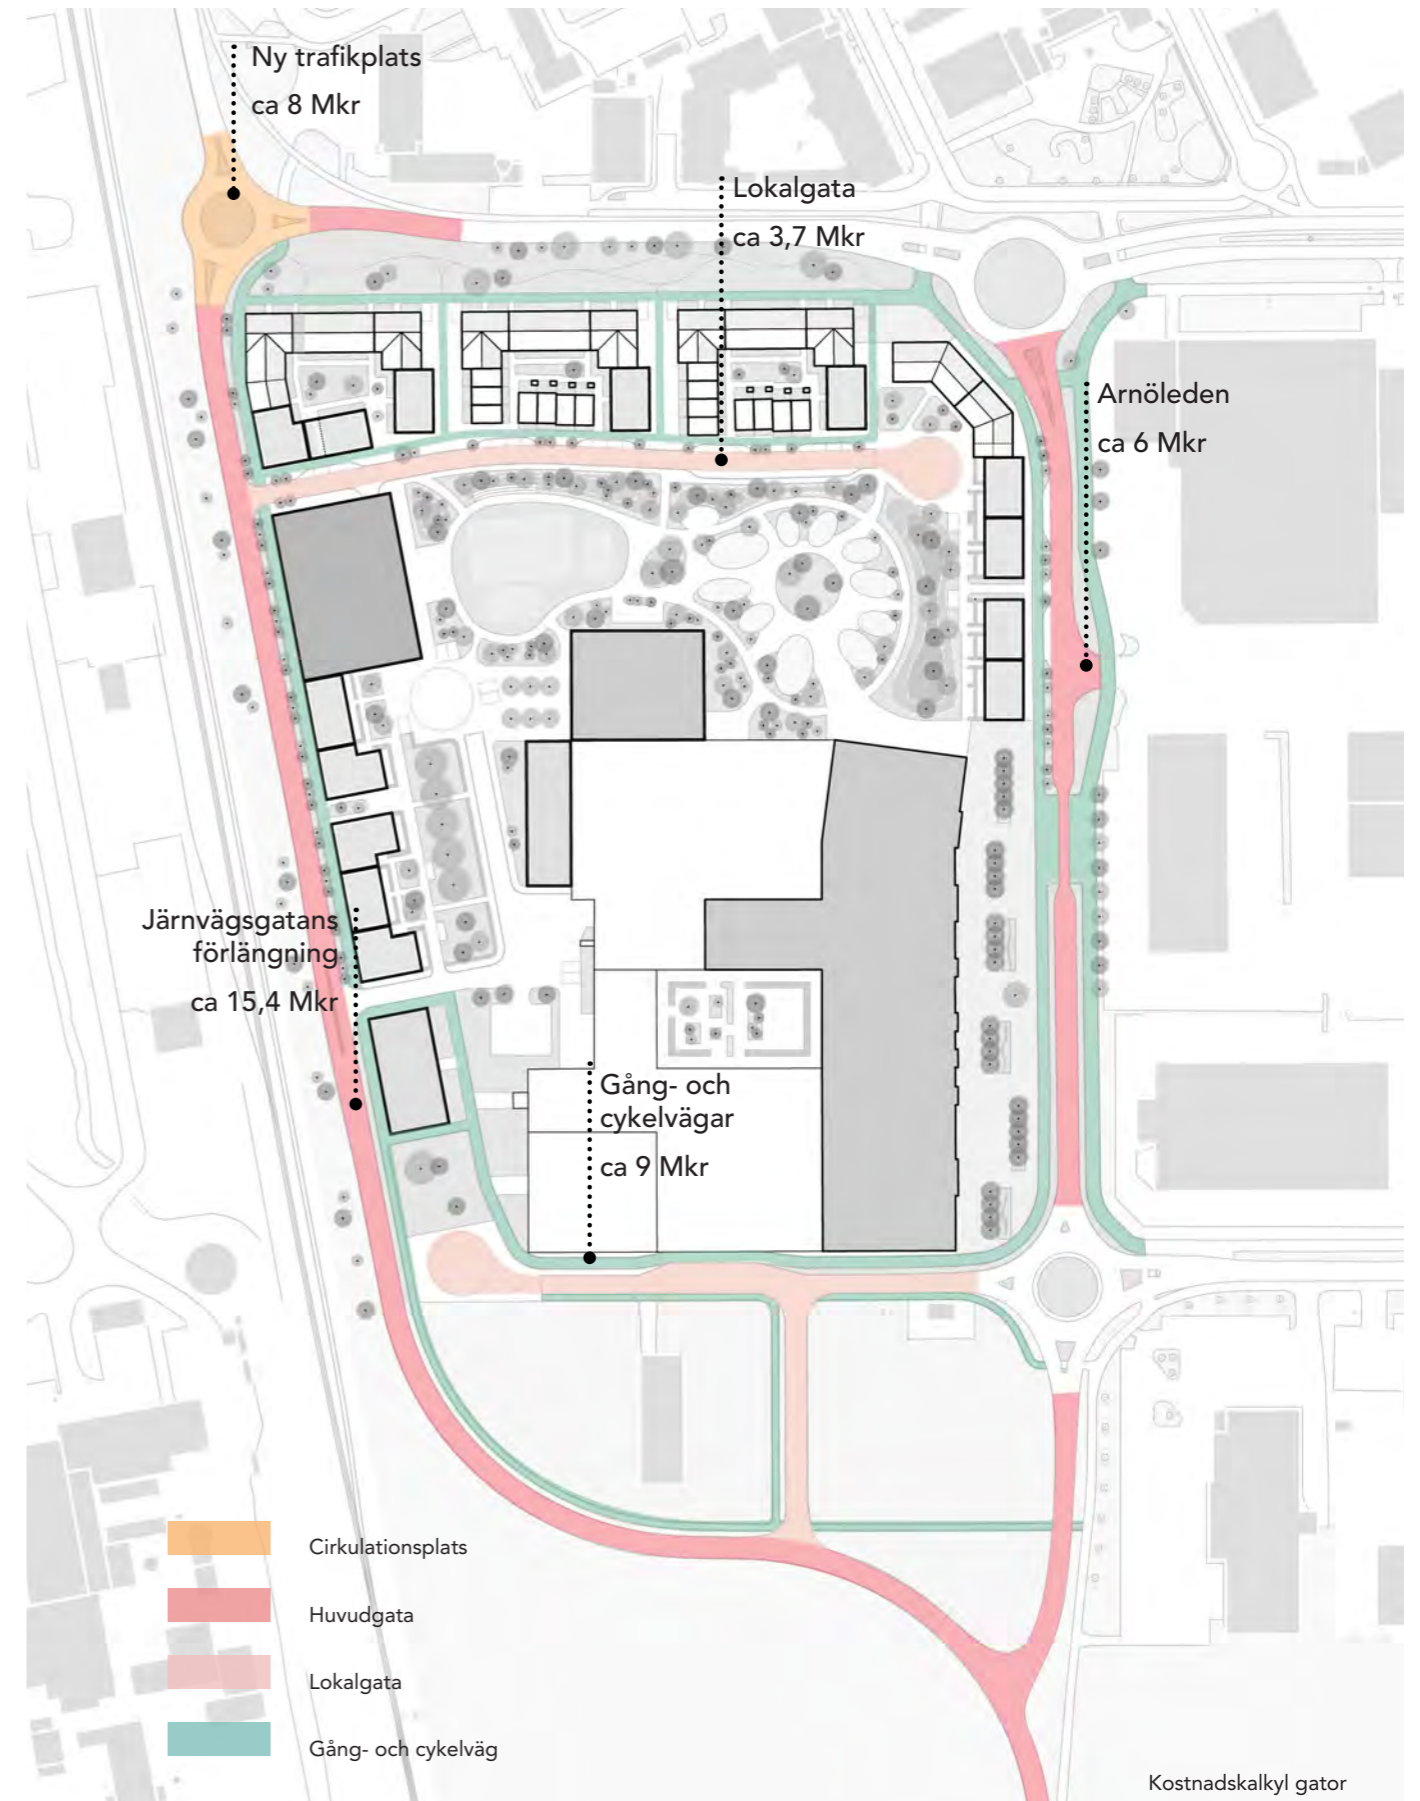 Ny trafikplats
ca 8 Mkr
Lokalgata
ca 3,7 Mkr
Arnöleden
ca 6 Mkr
Järnvägsgatans
förlängning
ca 15,4 Mkr
Gång- och
cykelvägar
ca 9 Mkr
Cirkulationsplats
Huvudgata
Lokalgata
Gång- och cykelväg
Kostnadskalkyl gator